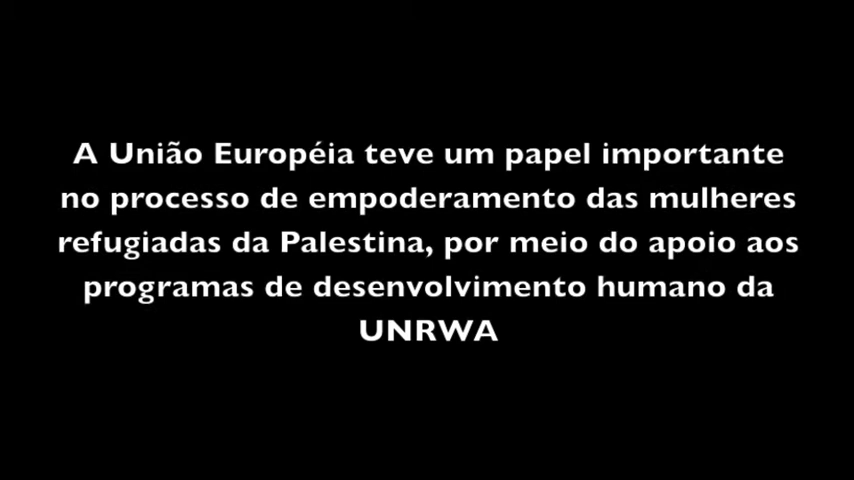 A União Européia teve um papel importante
no processo de empoderamento das mulheres
refugiadas da Palestina, por meio do apoio aos
programas de desenvolvimento humano da
UNRWA